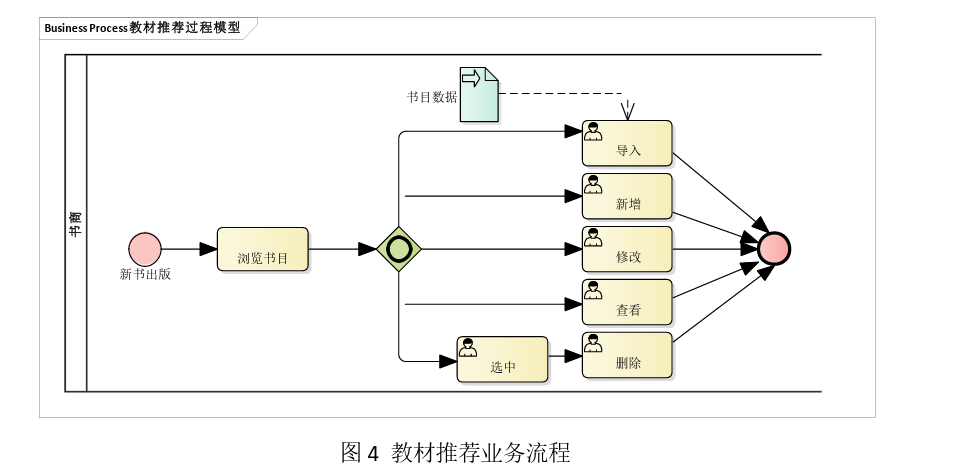 Business Process 教材推荐过程模型
书目数据
导入
新增
书商
浏览书目
修改
新书出版
查看
选中
删除
图 4 教材推荐业务流程